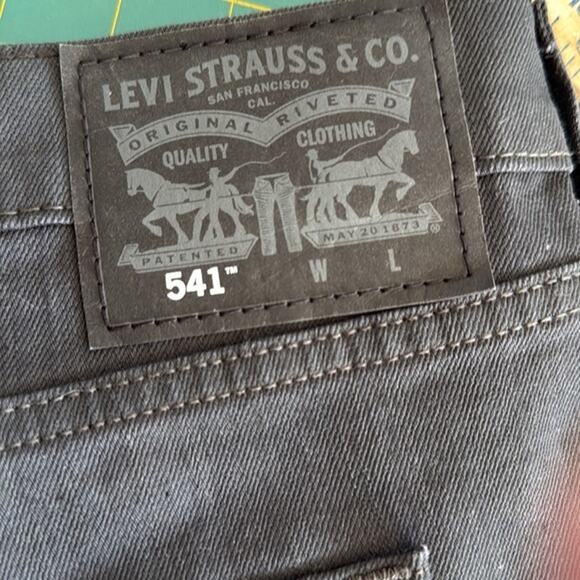 LEVI STRAUSS & CO.
SAN FRANCISCO
CAL.
ORIGINAL RIVETED
QUALITY CLOTHING
PATENTED MAY 20 1873 ®
541™ W L